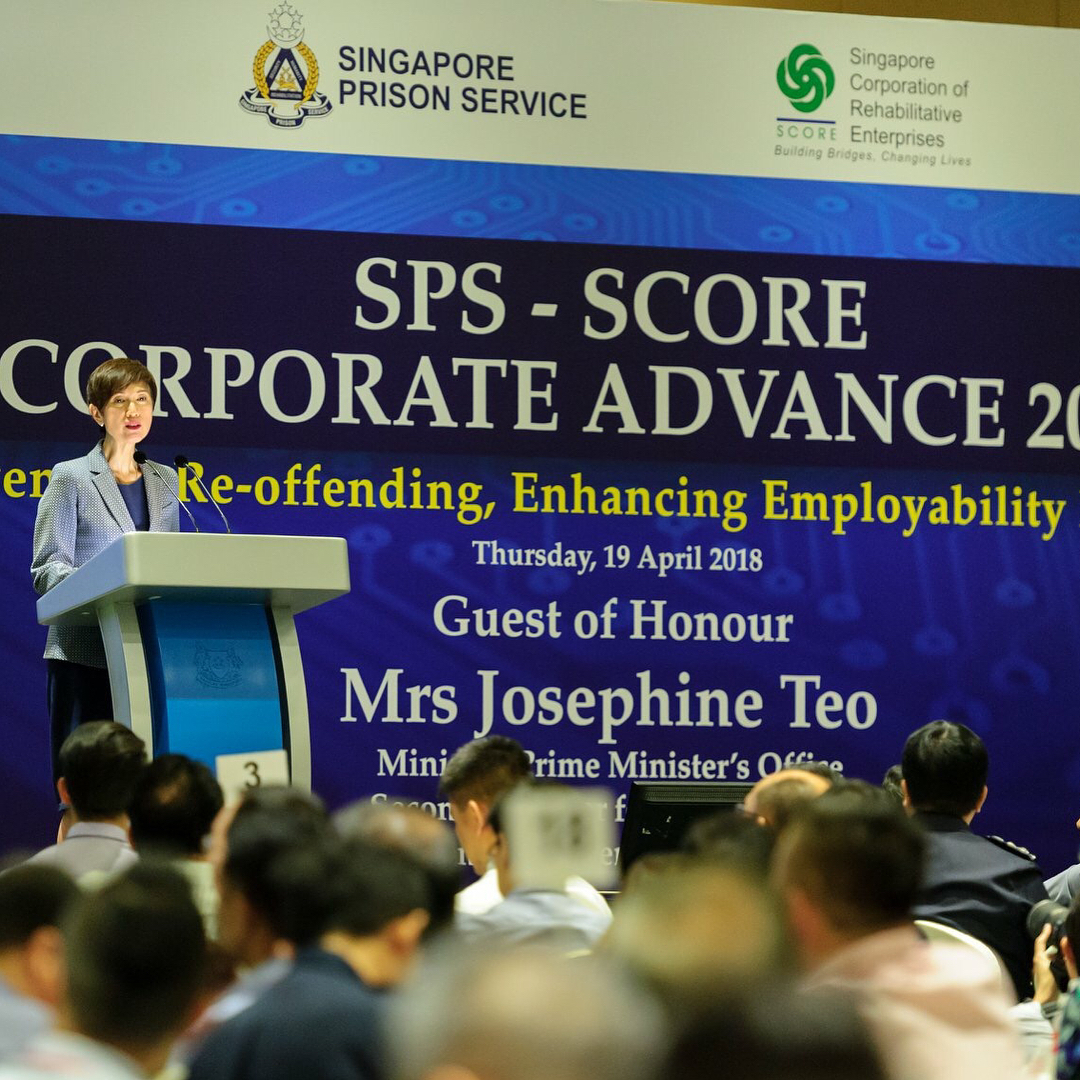 SINGAPORE
PRISON SERVICE
Singapore
Corporation of
Rehabilitative
Enterprises
SCORE
Building Bridges, Changing Lives
SPS - SCORE
CORPORATE ADVANCE 20
Re-offending, Enhancing Employability
Thursday, 19 April 2018
Guest of Honour
Mrs Josephine Teo
Prime Minister's Office
3